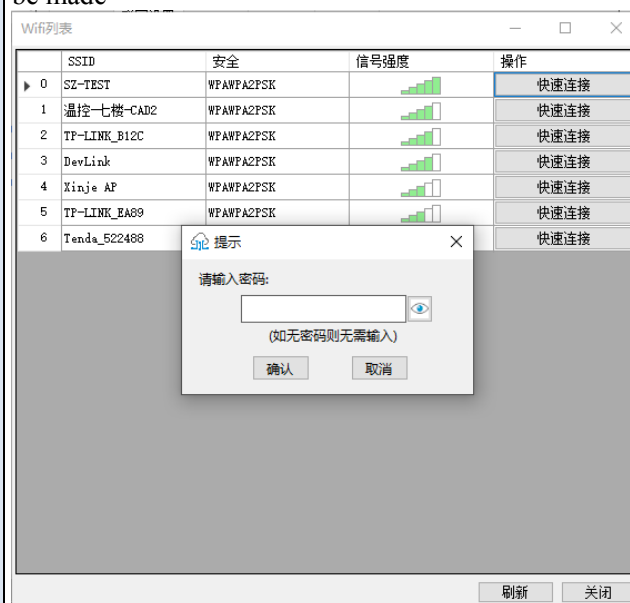 be made
Wifi列表
SSID 安全 信号强度 操作
0 SZ-TEST WPAWPA2PSK 快速连接
1 温控一七楼-CAD2 WPAWPA2PSK 快速连接
2 TP-LINK_B12C WPAWPA2PSK 快速连接
3 DevLink WPAWPA2PSK 快速连接
4 Xinje AP WPAWPA2PSK 快速连接
5 TP-LINK_EA89 WPAWPA2PSK 快速连接
6 Tenda_522488 快速连接
提示
请输入密码:
(如无密码则无需输入)
确认 取消
刷新 关闭